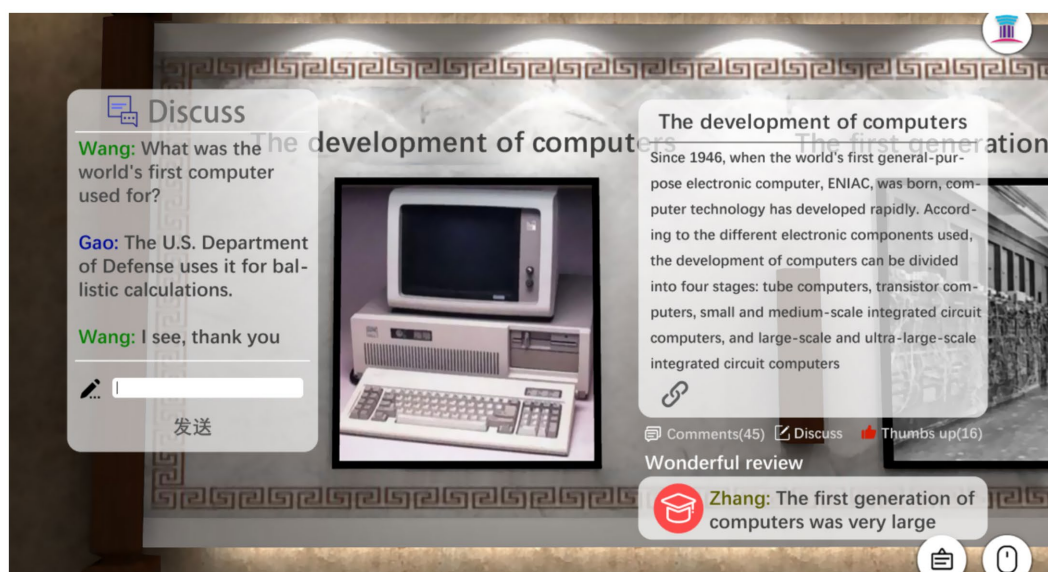 Discuss
Wang: What was the
world's first computer
used for?
Gao: The U.S. Department
of Defense uses it for bal-
listic calculations.
Wang: I see, thank you
发送
The development of computers
The first generation
The development of computers
Since 1946, when the world's first general-pur-
pose electronic computer, ENIAC, was born, com-
puter technology has developed rapidly. Accord-
ing to the different electronic components used,
the development of computers can be divided
into four stages: tube computers, transistor com-
puters, small and medium-scale integrated circuit
computers, and large-scale and ultra-large-scale
integrated circuit computers
Comments(45) Discuss Thumbs up(16)
Wonderful review
Zhang: The first generation of
computers was very large